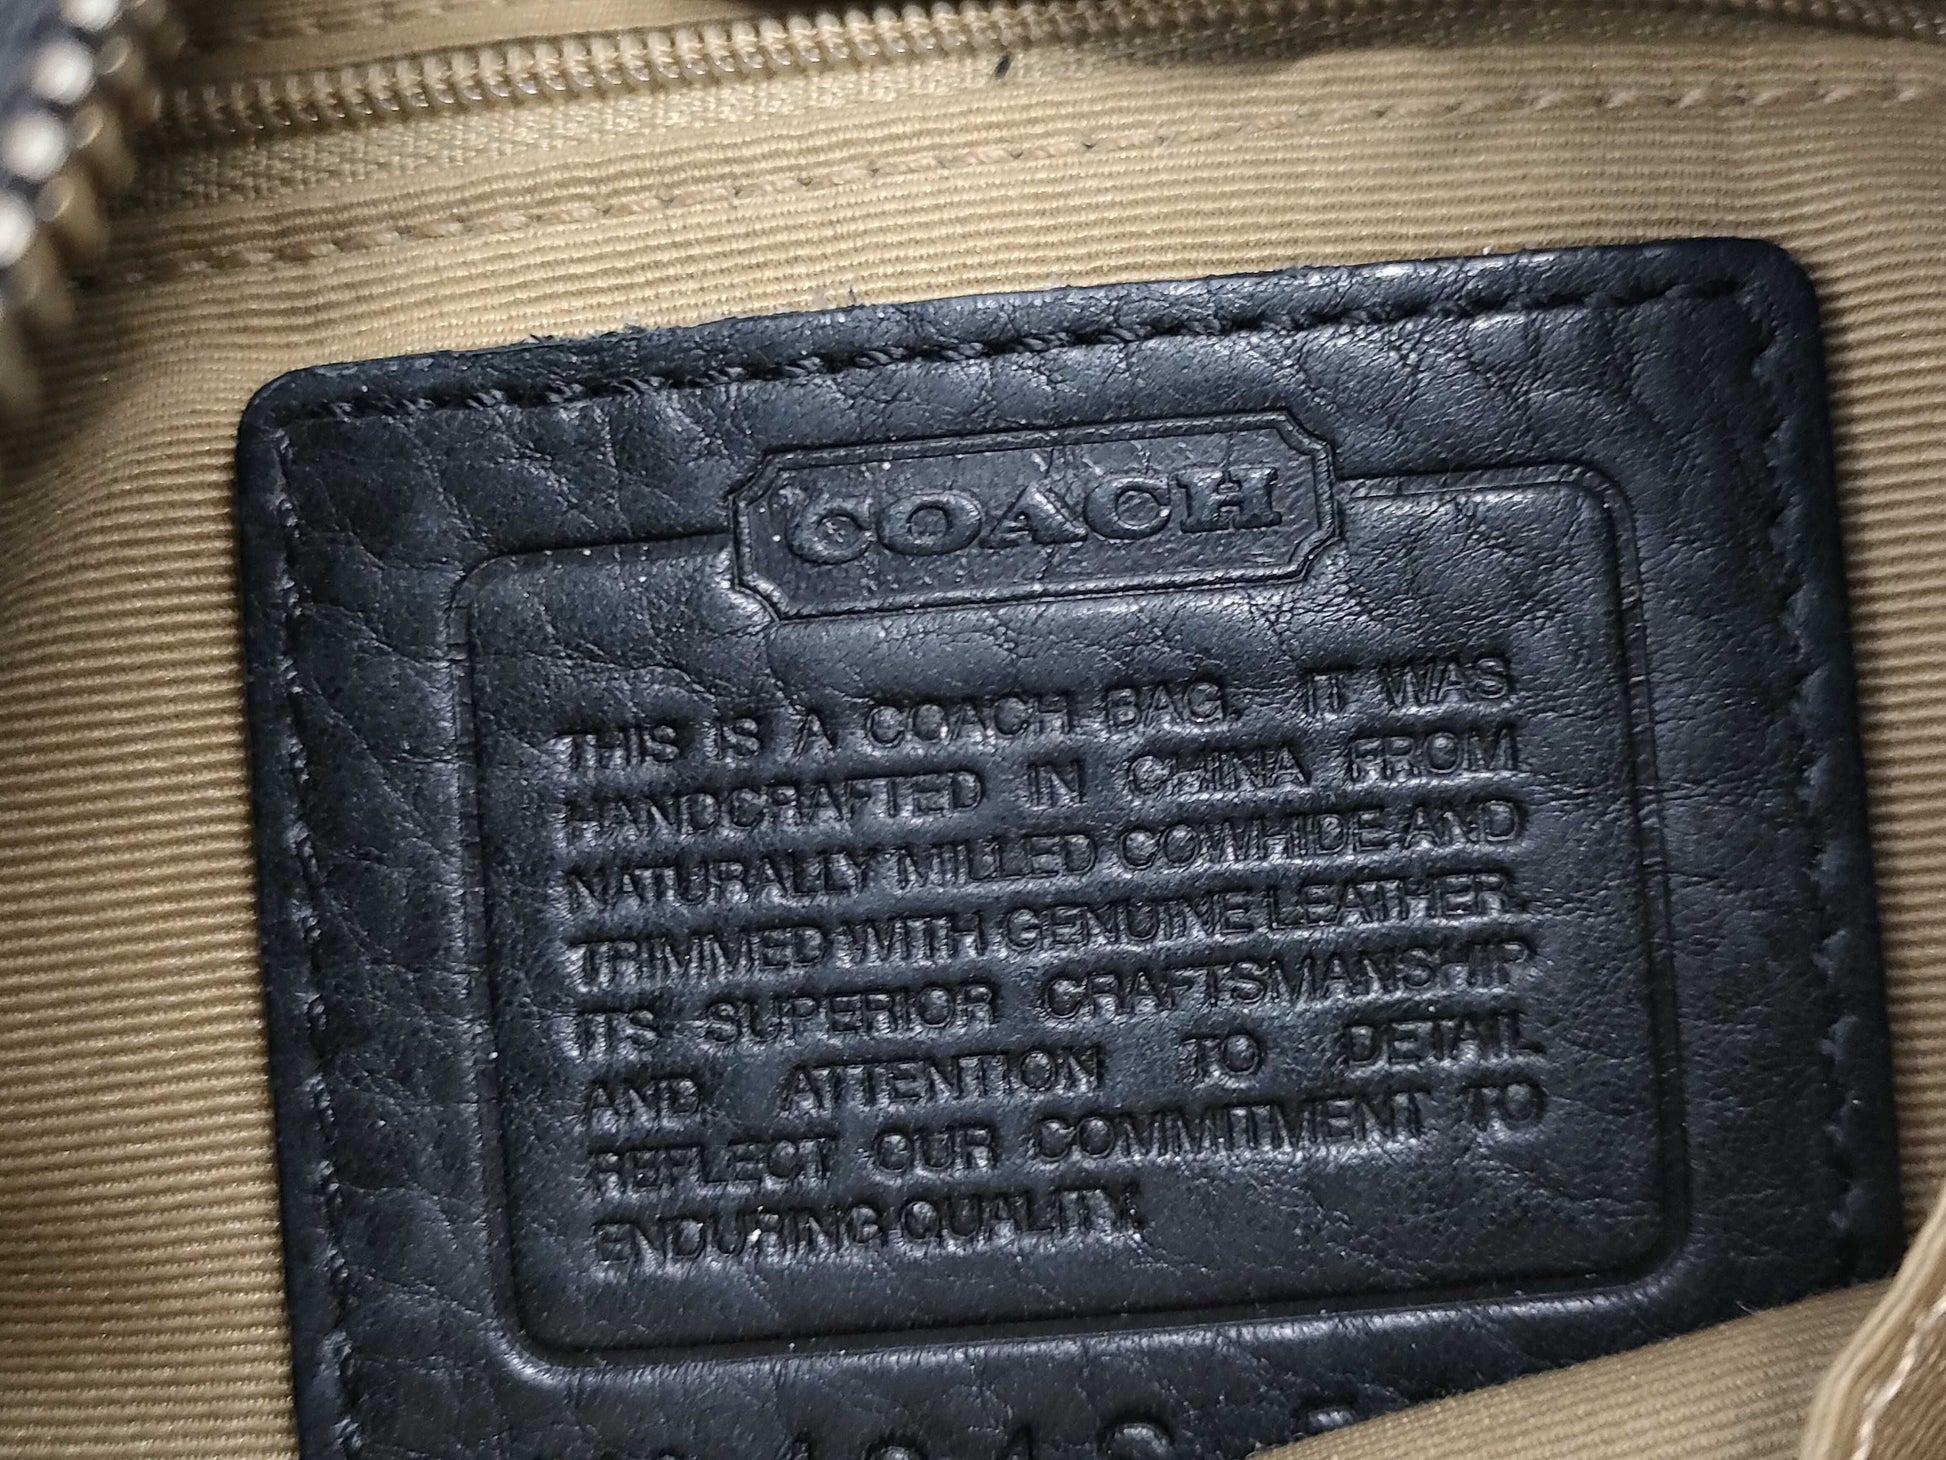 COACH
THIS IS A COACH BAG. IT WAS
HANDCRAFTED IN CHINA FROM
NATURALLY MILLED COWHIDE AND
TRIMMED WITH GENUINE LEATHER.
ITS SUPERIOR CRAFTSMANSHIP
AND ATTENTION TO DETAIL
REFLECT OUR COMMITMENT TO
ENDURING QUALITY.